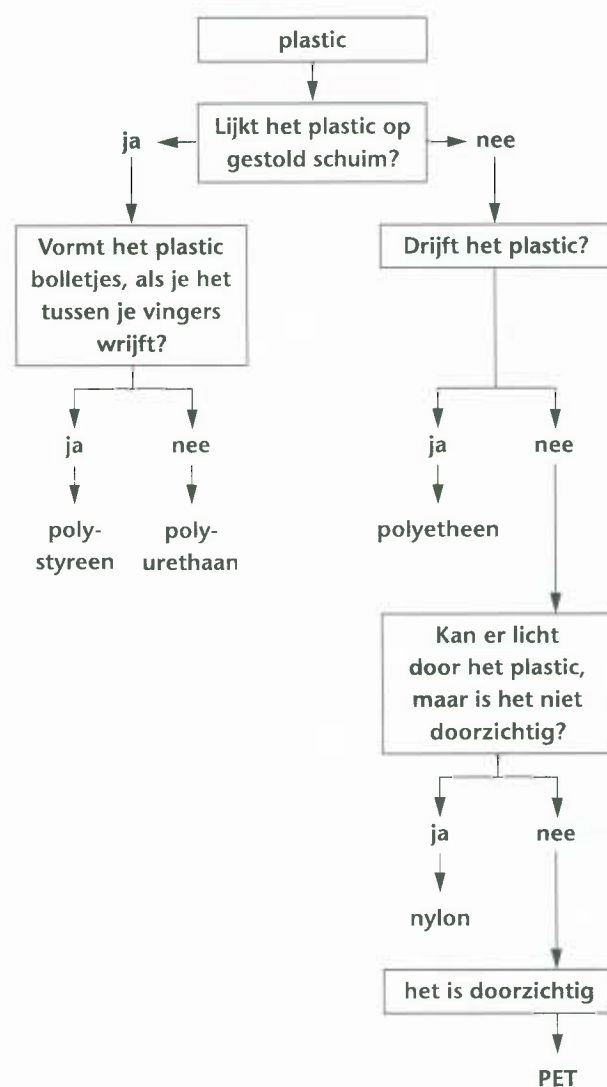 plastic
Lijkt het plastic op
gestold schuim?
ja
nee
Vormt het plastic
bolletjes, als je het
tussen je vingers
wrijft?
ja
nee
poly-
styreen
poly-
urethaan
Drijft het plastic?
ja
nee
polyetheen
Kan er licht
door het plastic,
maar is het niet
doorzichtig?
ja
nee
nylon
het is doorzichtig
PET